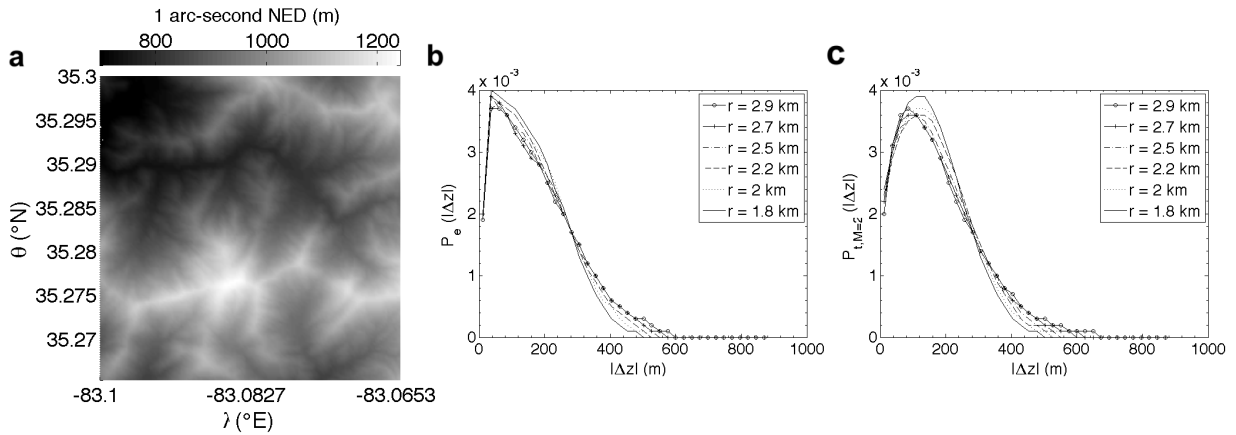 1 arc-second NED (m)
800 1000 1200
a
35.3
35.295
35.29
35.285
35.28
35.275
35.27
θ (°N)
-83.1 -83.0827 -83.0653
λ (°E)
b
x 10⁻³
4
3
2
1
0
P_e (|Δz|)
0 200 400 600 800 1000
|Δz| (m)
r = 2.9 km
r = 2.7 km
r = 2.5 km
r = 2.2 km
r = 2 km
r = 1.8 km
c
x 10⁻³
4
3
2
1
0
P_t,M=2 (|Δz|)
0 200 400 600 800 1000
|Δz| (m)
r = 2.9 km
r = 2.7 km
r = 2.5 km
r = 2.2 km
r = 2 km
r = 1.8 km